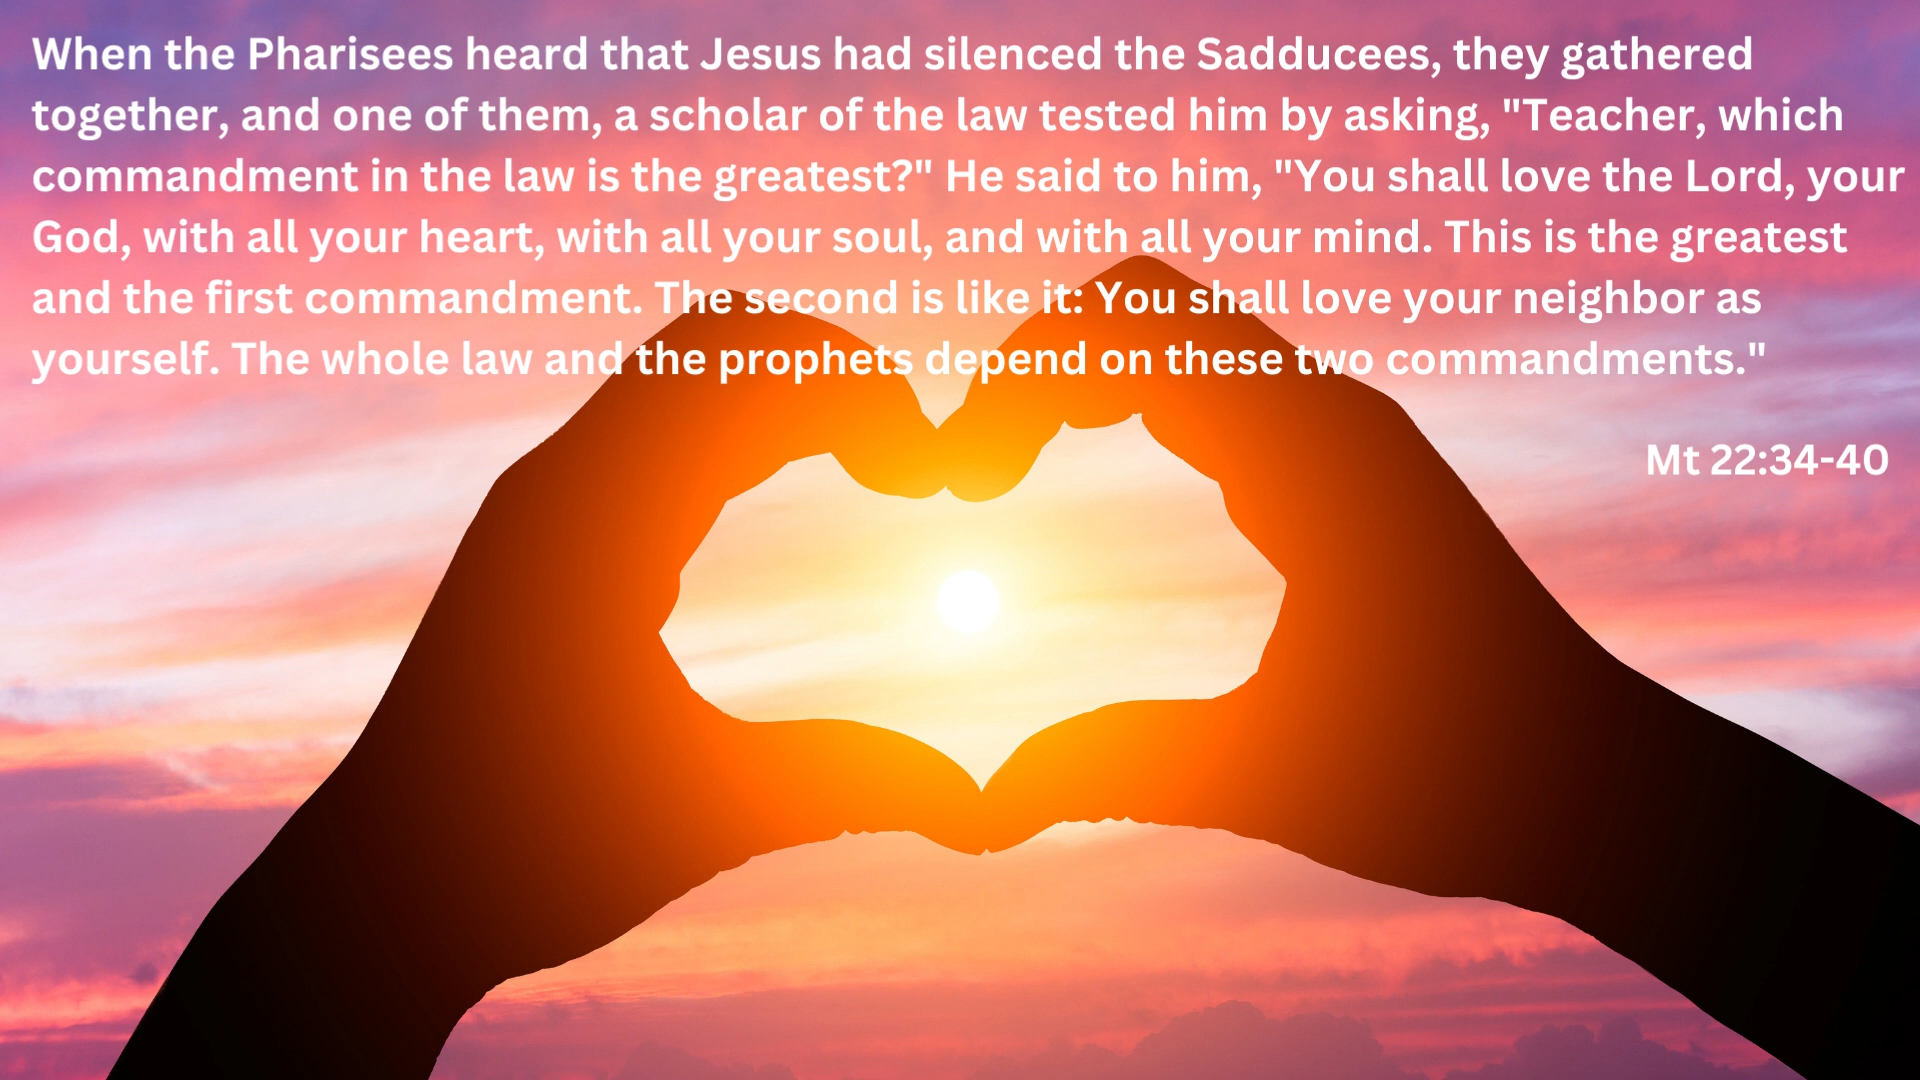 When the Pharisees heard that Jesus had silenced the Sadducees, they gathered
together, and one of them, a scholar of the law tested him by asking, "Teacher, which
commandment in the law is the greatest?" He said to him, "You shall love the Lord, your
God, with all your heart, with all your soul, and with all your mind. This is the greatest
and the first commandment. The second is like it: You shall love your neighbor as
yourself. The whole law and the prophets depend on these two commandments."
Mt 22:34-40